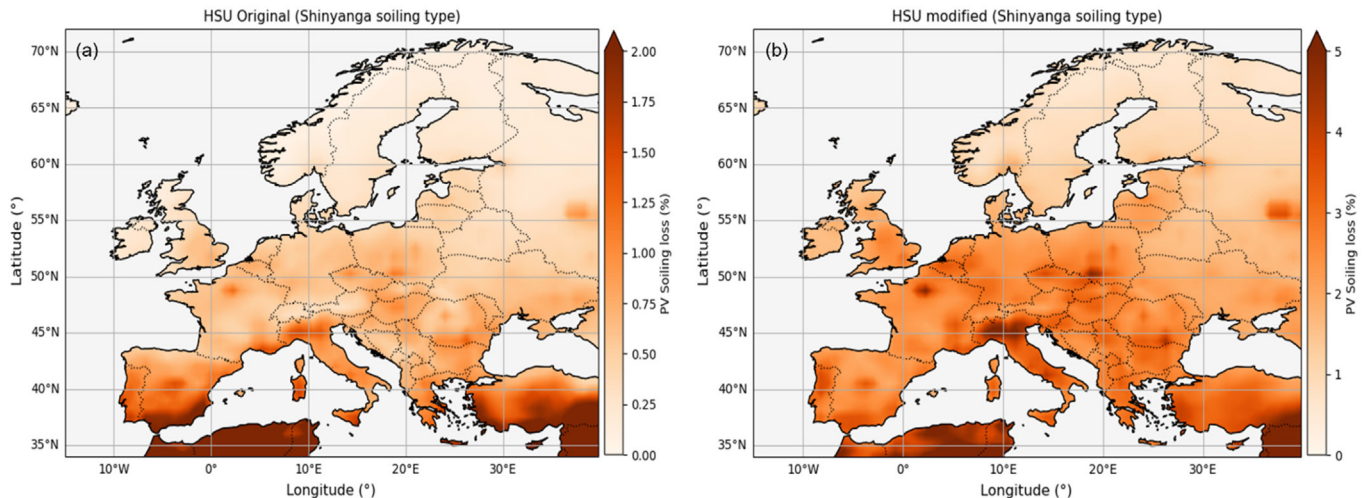 HSU Original (Shinyanga soiling type)
(a)
70°N
65°N
60°N
55°N
50°N
45°N
40°N
35°N
10°W
0°
10°E
20°E
30°E
Latitude (°)
Longitude (°)
2.00
1.75
1.50
1.25
1.00
0.75
0.50
0.25
0.00
PV Soiling loss (%)
HSU modified (Shinyanga soiling type)
(b)
70°N
65°N
60°N
55°N
50°N
45°N
40°N
35°N
10°W
0°
10°E
20°E
30°E
Latitude (°)
Longitude (°)
5
4
3
2
1
0
PV Soiling loss (%)